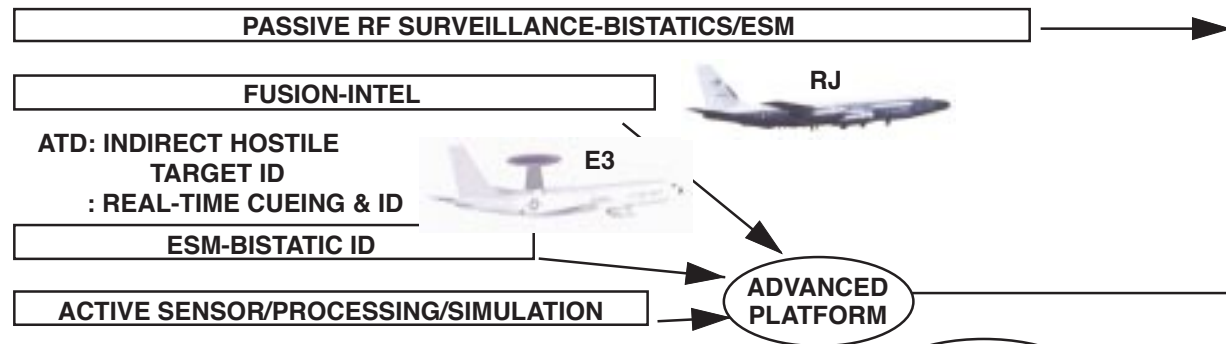 PASSIVE RF SURVEILLANCE-BISTATICS/ESM
FUSION-INTEL
RJ
ATD: INDIRECT HOSTILE
TARGET ID
: REAL-TIME CUEING & ID
E3
ESM-BISTATIC ID
ACTIVE SENSOR/PROCESSING/SIMULATION
ADVANCED
PLATFORM